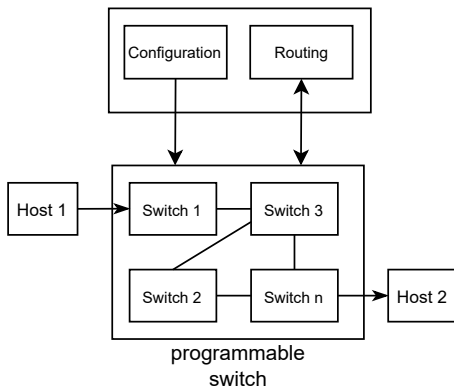 Configuration
Routing
Host 1
Switch 1
Switch 3
Switch 2
Switch n
Host 2
programmable
switch